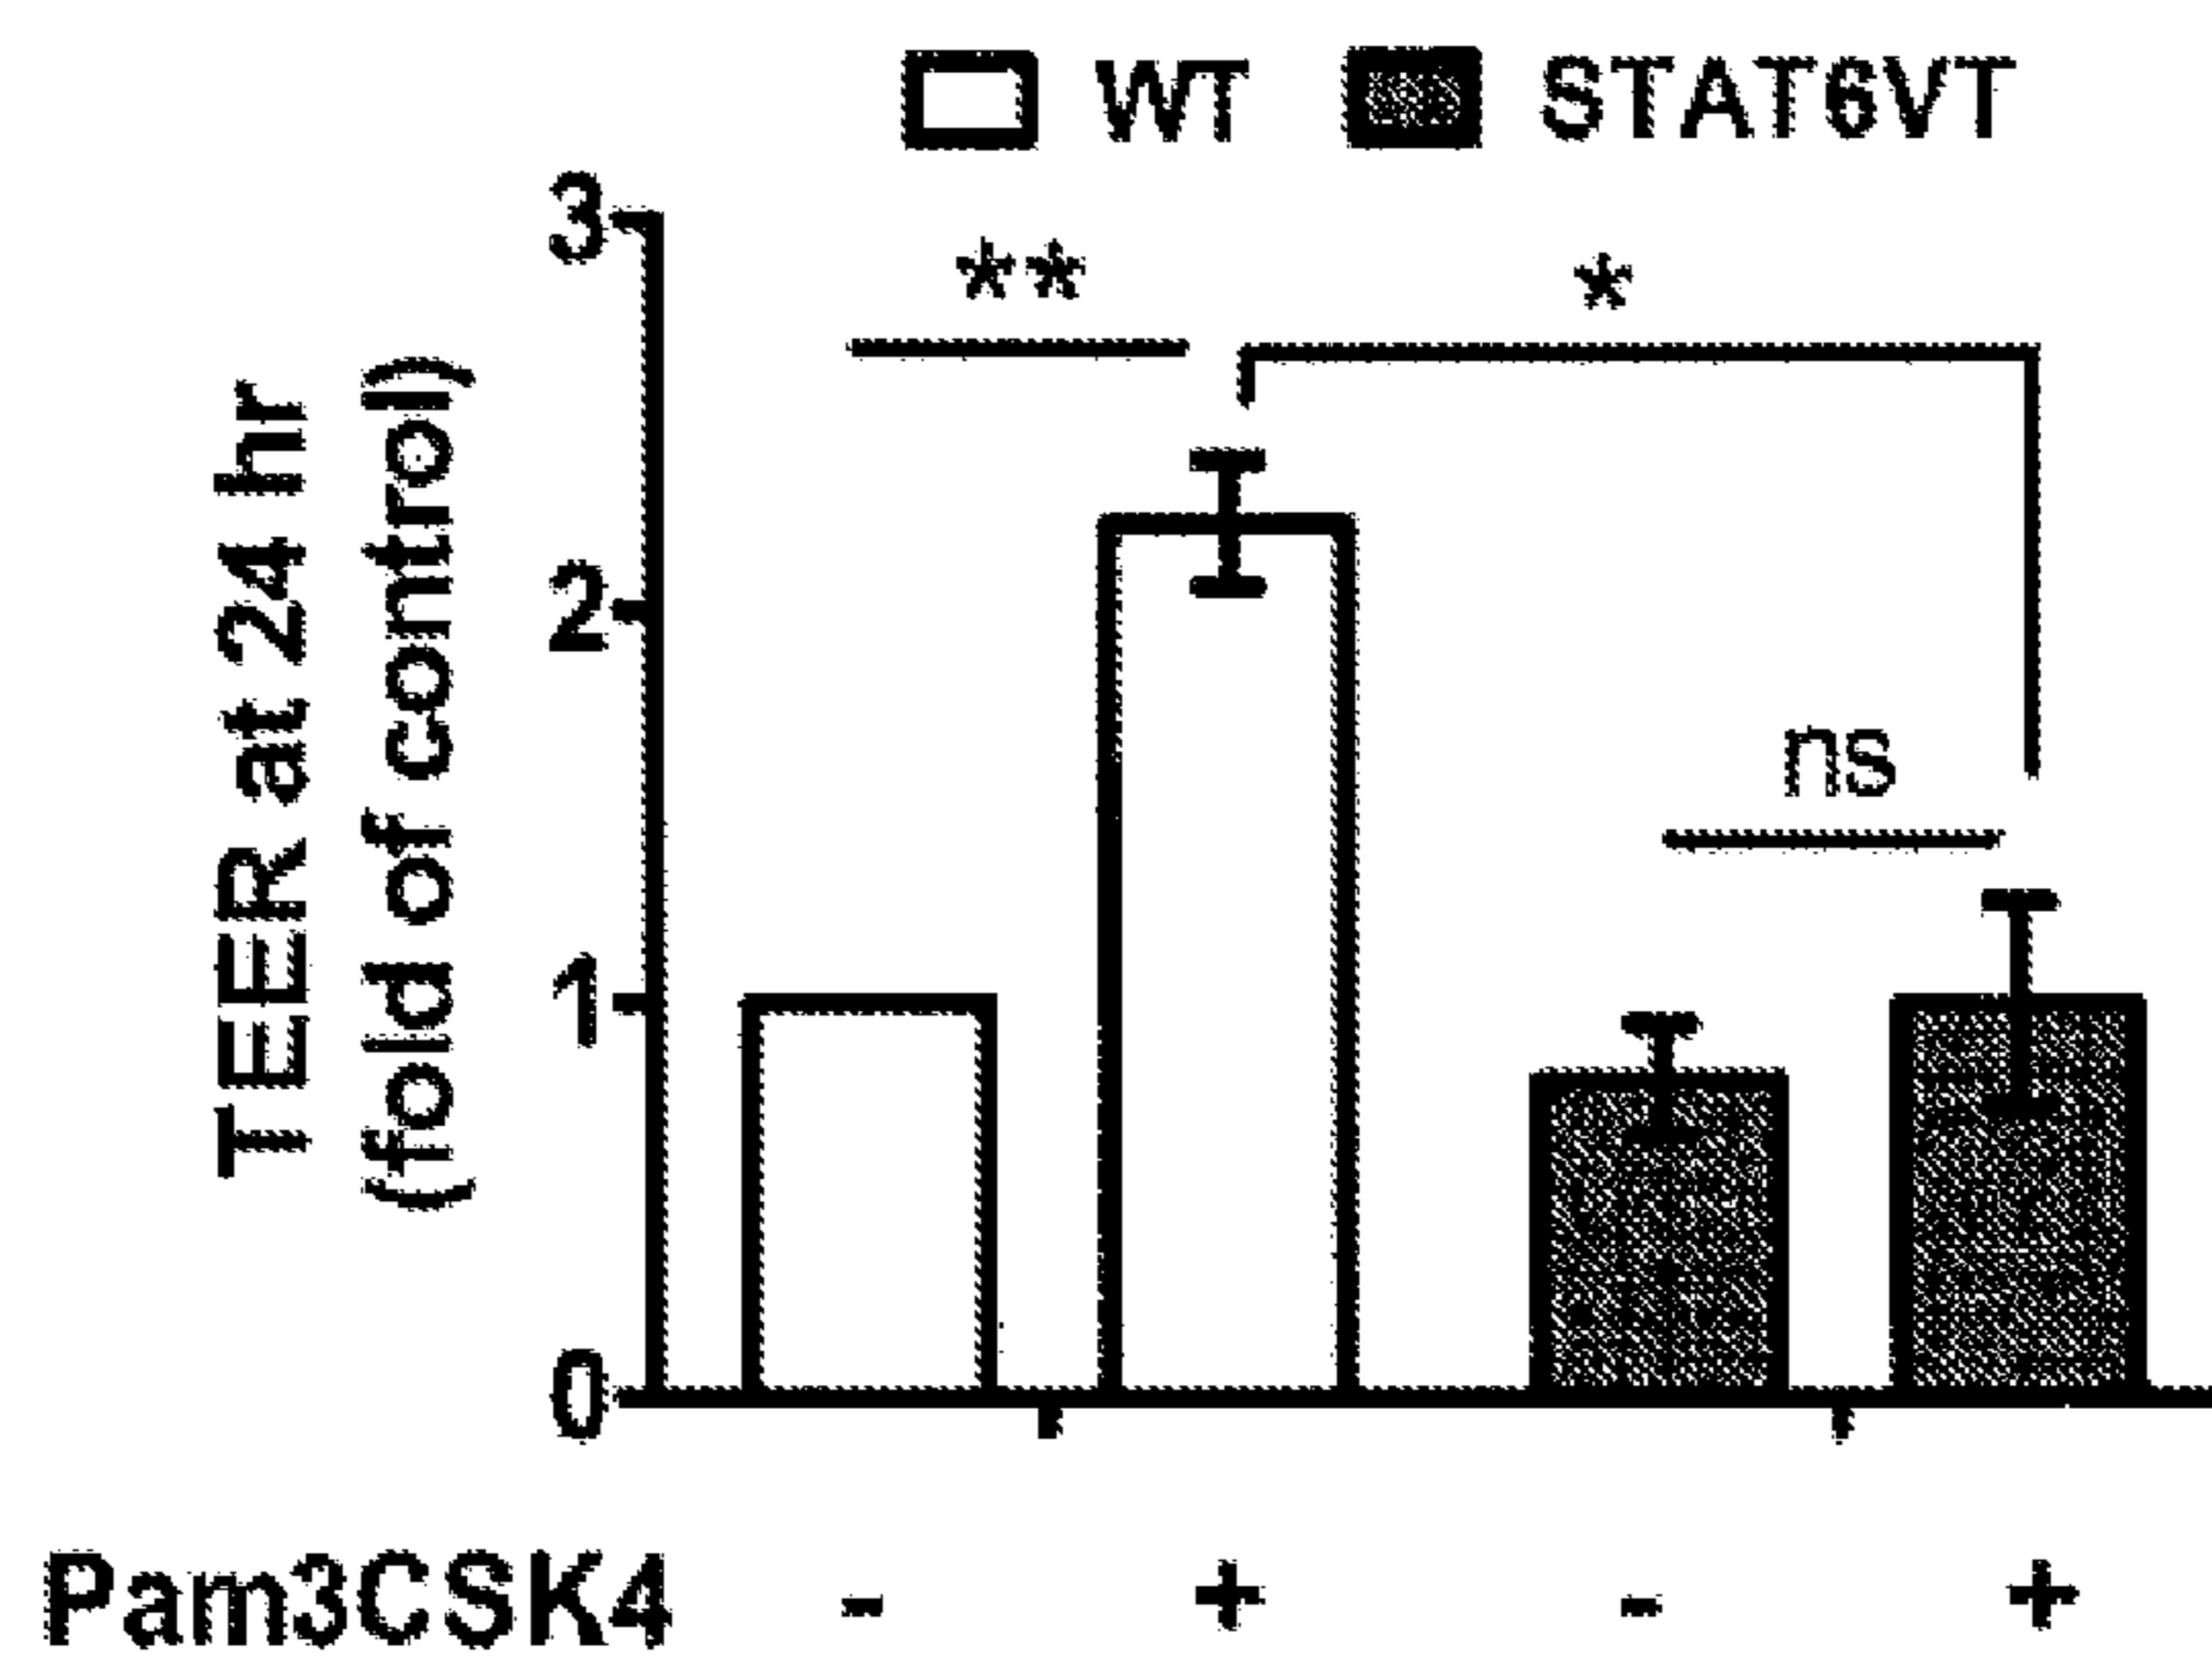 WT STAT6VT
TEER at 24 hr
(fold of control)
3
2
1
0
** *
ns
Pam3CSK4 - + - +